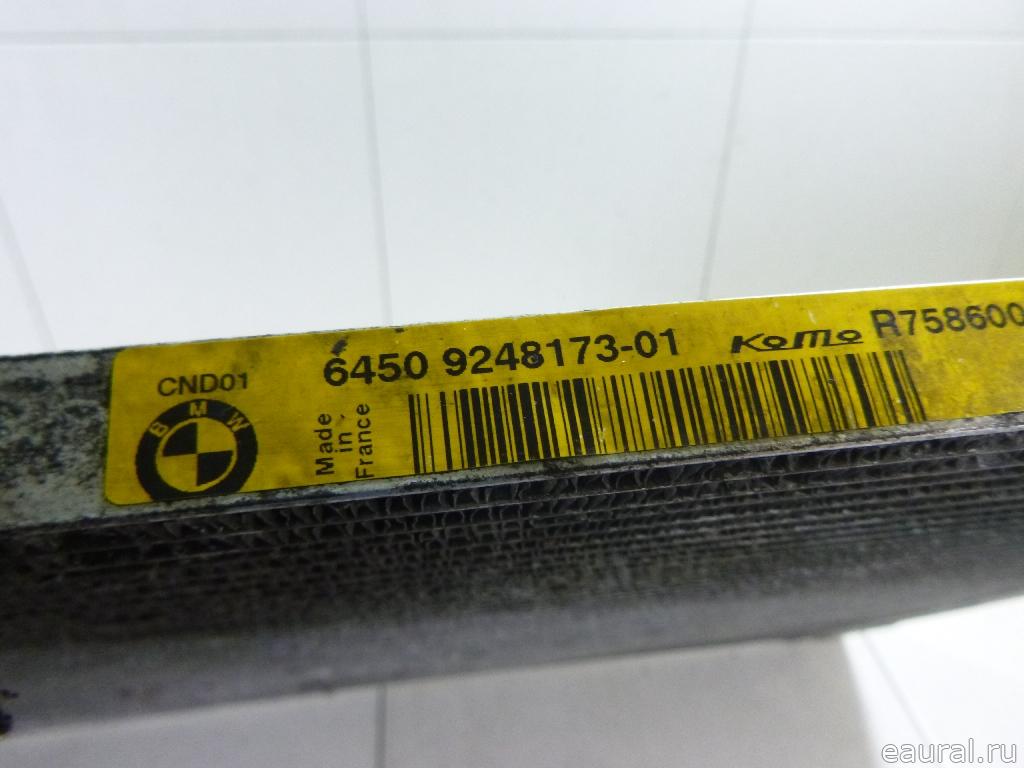 CND01
BMW
Made
in
France
6450 9248173-01
KoMo
R758600
eaural.ru